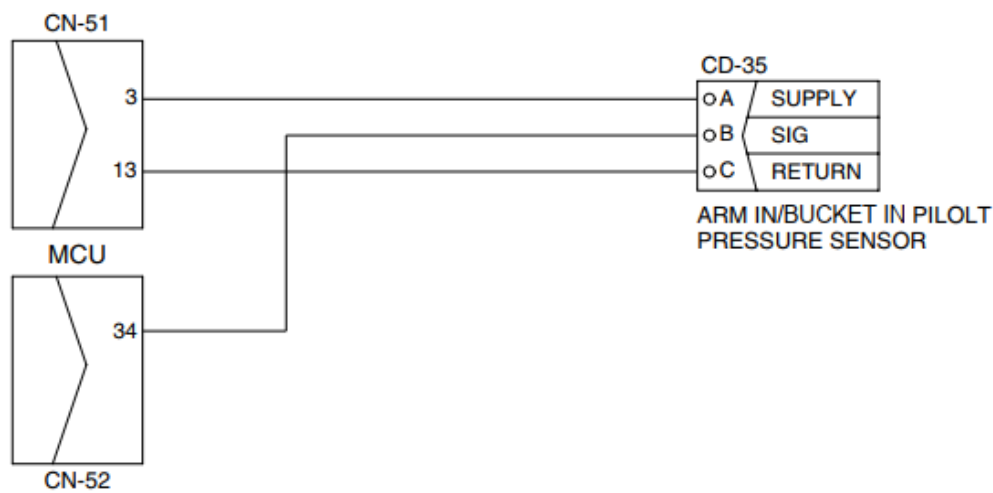 CN-51
3
13
MCU
34
CN-52
CD-35
A SUPPLY
B SIG
C RETURN
ARM IN/BUCKET IN PILOLT
PRESSURE SENSOR